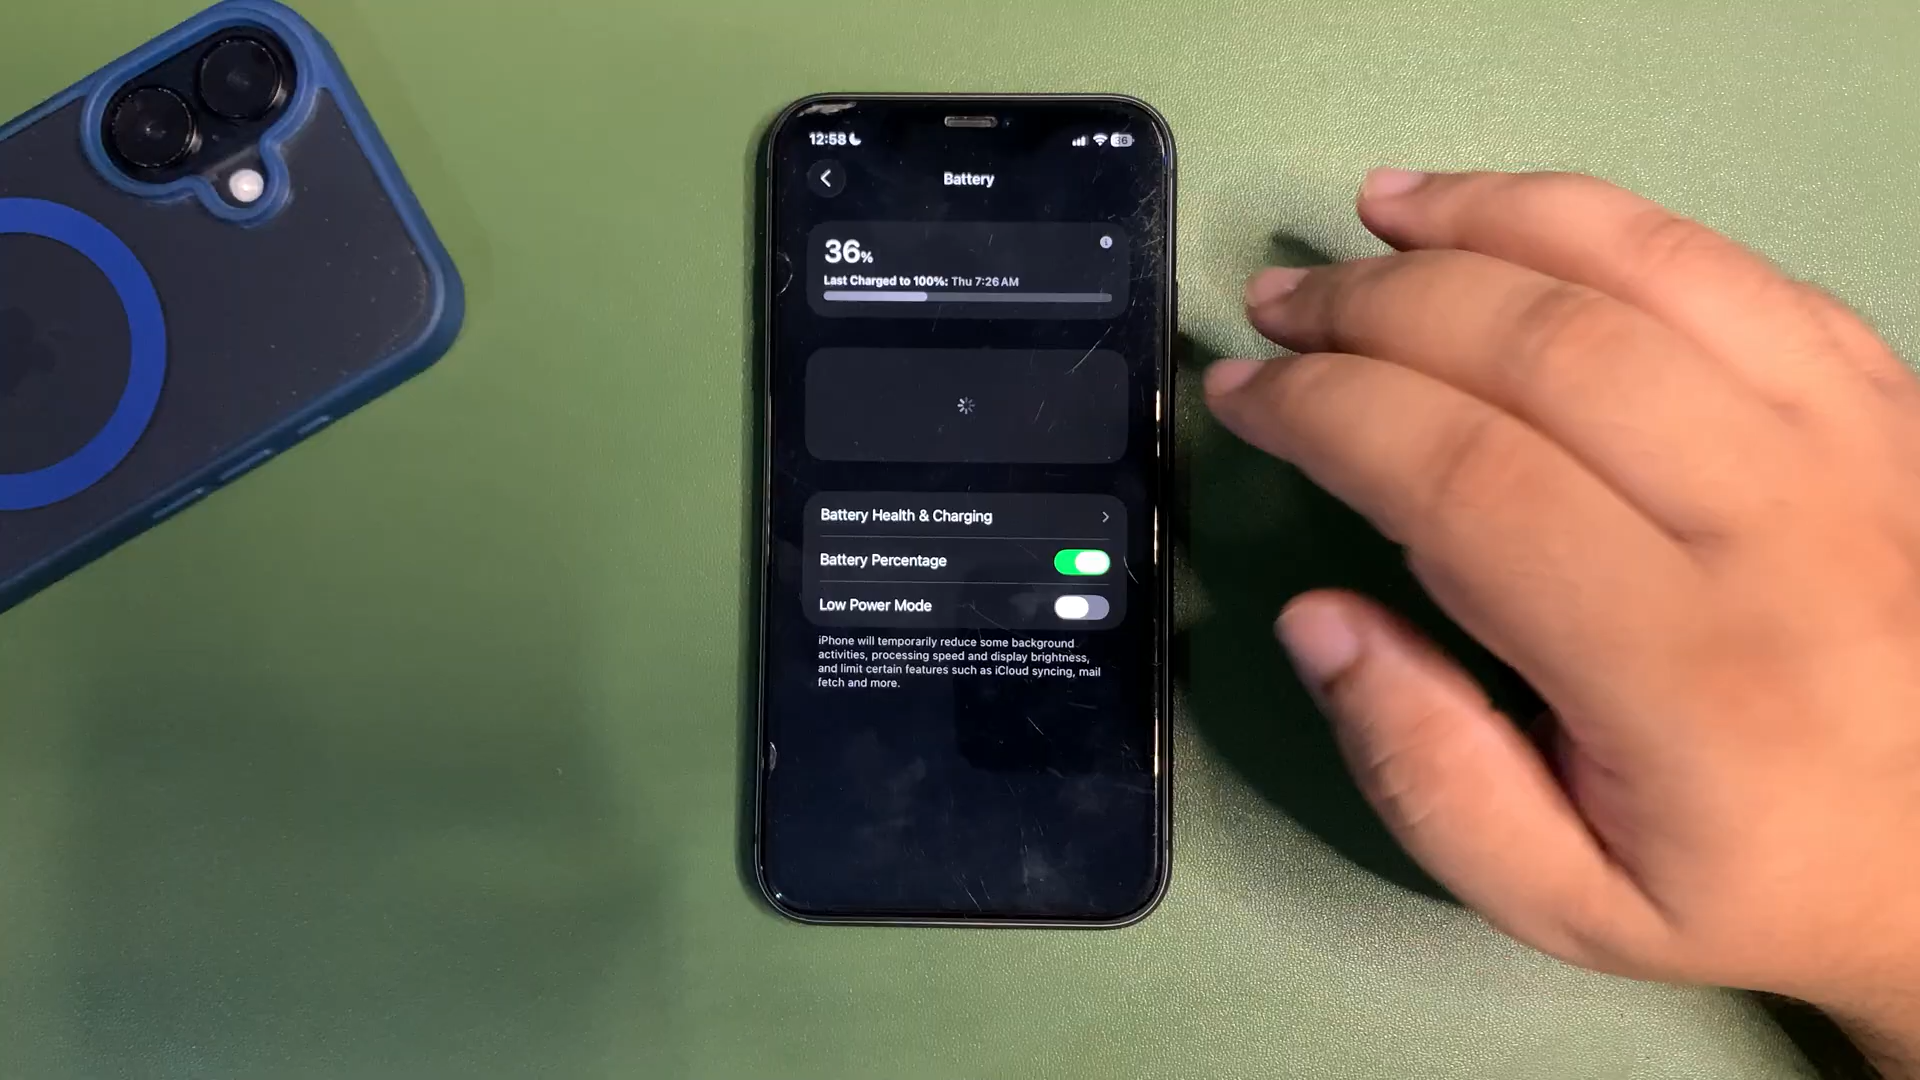 12:58
36
Battery
36%
Last Charged to 100%: Thu 7:26 AM
Battery Health & Charging
Battery Percentage
Low Power Mode
iPhone will temporarily reduce some background
activities, processing speed and display brightness,
and limit certain features such as iCloud syncing, mail
fetch and more.